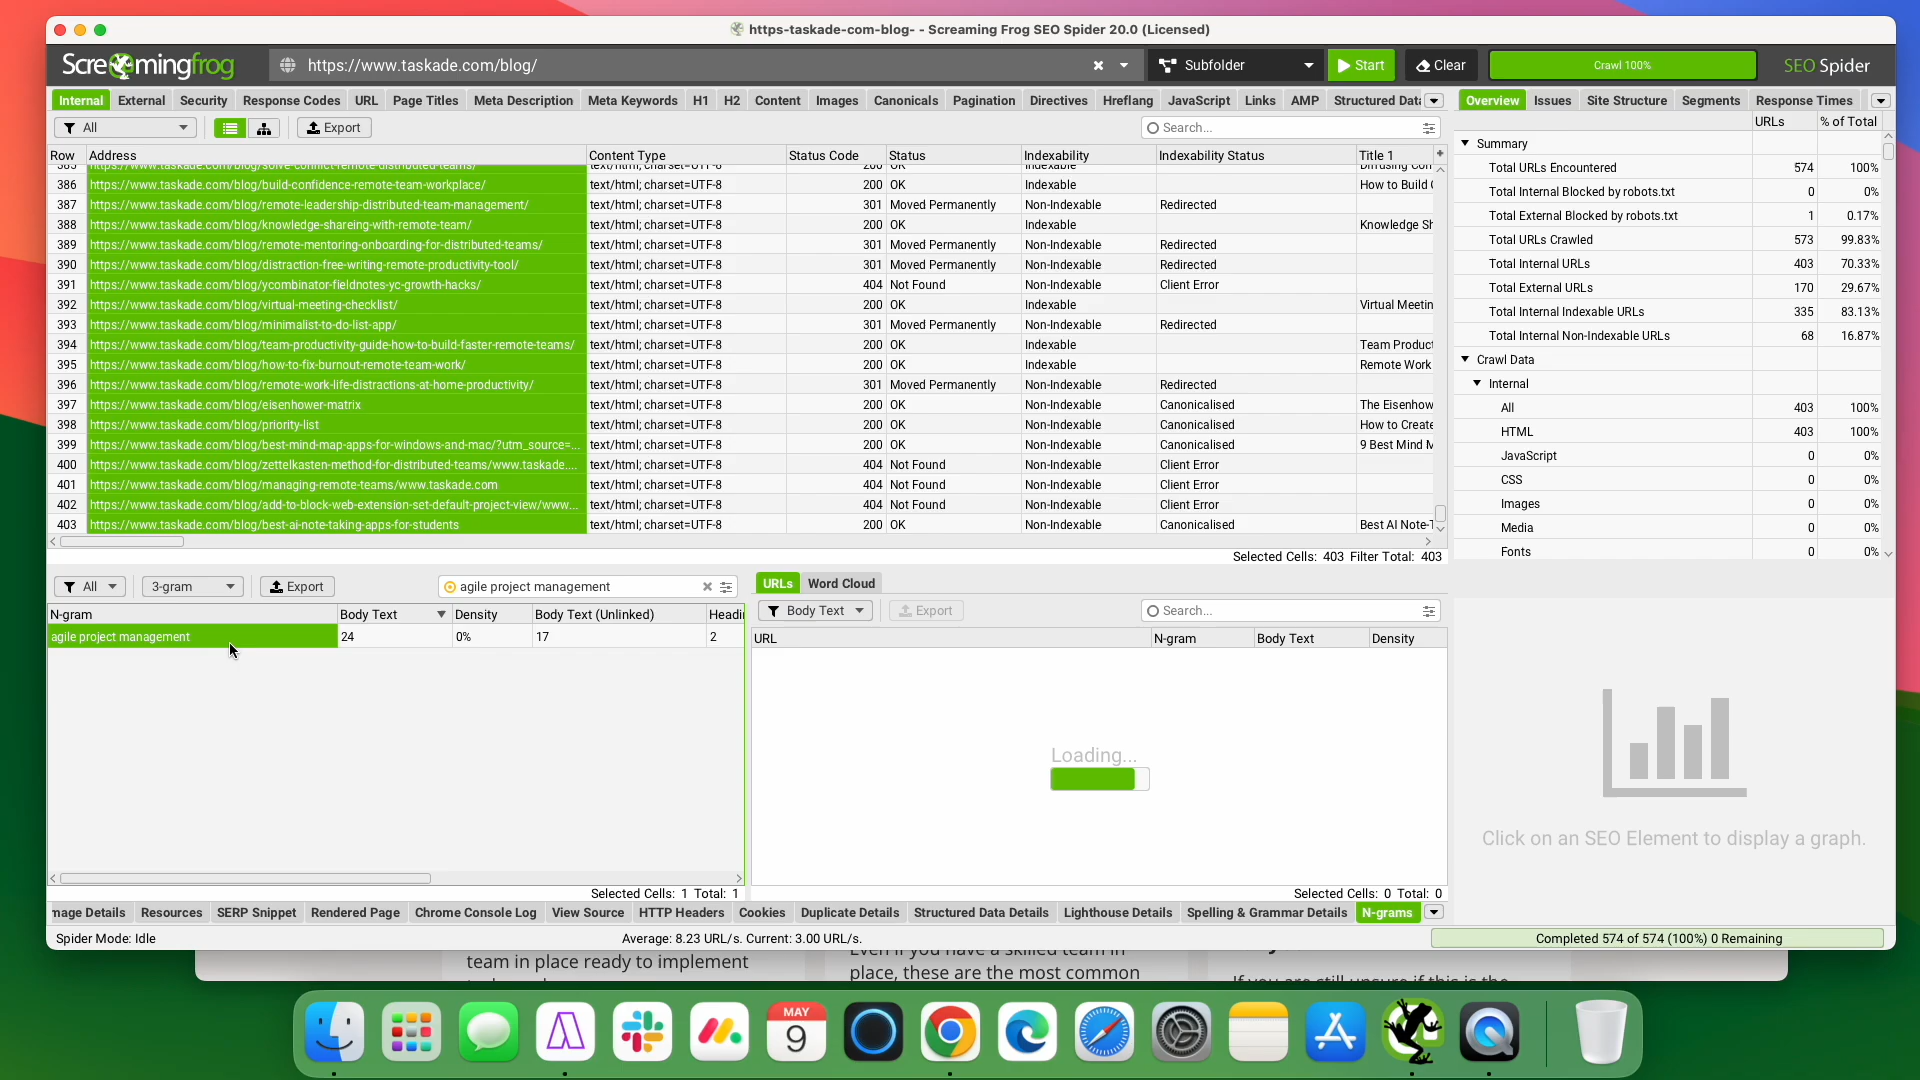 https-taskade-com-blog- - Screaming Frog SEO Spider 20.0 (Licensed)
Screamingfrog https://www.taskade.com/blog/ Subfolder Start Clear Crawl 100% SEO Spider
Internal External Security Response Codes URL Page Titles Meta Description Meta Keywords H1 H2 Content Images Canonicals Pagination Directives Hreflang JavaScript Links AMP Structured Data Overview Issues Site Structure Segments Response Times
All Export Search... URLs % of Total
Row Address Content Type Status Code Status Indexability Indexability Status Title 1 +
385 https://www.taskade.com/blog/solve-conflict-remote-distributed-teams/ text/html; charset=UTF-8 200 OK Indexable
386 https://www.taskade.com/blog/build-confidence-remote-team-workplace/ text/html; charset=UTF-8 200 OK Indexable How to Build
387 https://www.taskade.com/blog/remote-leadership-distributed-team-management/ text/html; charset=UTF-8 301 Moved Permanently Non-Indexable Redirected
388 https://www.taskade.com/blog/knowledge-shareing-with-remote-team/ text/html; charset=UTF-8 200 OK Indexable Knowledge Sh
389 https://www.taskade.com/blog/remote-mentoring-onboarding-for-distributed-teams/ text/html; charset=UTF-8 301 Moved Permanently Non-Indexable Redirected
390 https://www.taskade.com/blog/distraction-free-writing-remote-productivity-tool/ text/html; charset=UTF-8 301 Moved Permanently Non-Indexable Redirected
391 https://www.taskade.com/blog/ycombinator-fieldnotes-yc-growth-hacks/ text/html; charset=UTF-8 404 Not Found Non-Indexable Client Error
392 https://www.taskade.com/blog/virtual-meeting-checklist/ text/html; charset=UTF-8 200 OK Indexable Virtual Meetin
393 https://www.taskade.com/blog/minimalist-to-do-list-app/ text/html; charset=UTF-8 301 Moved Permanently Non-Indexable Redirected
394 https://www.taskade.com/blog/team-productivity-guide-how-to-build-faster-remote-teams/ text/html; charset=UTF-8 200 OK Indexable Team Product
395 https://www.taskade.com/blog/how-to-fix-burnout-remote-team-work/ text/html; charset=UTF-8 200 OK Indexable Remote Work
396 https://www.taskade.com/blog/remote-work-life-distractions-at-home-productivity/ text/html; charset=UTF-8 301 Moved Permanently Non-Indexable Redirected
397 https://www.taskade.com/blog/eisenhower-matrix text/html; charset=UTF-8 200 OK Non-Indexable Canonicalised The Eisenhow
398 https://www.taskade.com/blog/priority-list text/html; charset=UTF-8 200 OK Non-Indexable Canonicalised How to Create
399 https://www.taskade.com/blog/best-mind-map-apps-for-windows-and-mac/?utm_source=... text/html; charset=UTF-8 200 OK Non-Indexable Canonicalised 9 Best Mind M
400 https://www.taskade.com/blog/zettelkasten-method-for-distributed-teams/www.taskade.... text/html; charset=UTF-8 404 Not Found Non-Indexable Client Error
401 https://www.taskade.com/blog/managing-remote-teams/www.taskade.com text/html; charset=UTF-8 404 Not Found Non-Indexable Client Error
402 https://www.taskade.com/blog/add-to-block-web-extension-set-default-project-view/www... text/html; charset=UTF-8 404 Not Found Non-Indexable Client Error
403 https://www.taskade.com/blog/best-ai-note-taking-apps-for-students text/html; charset=UTF-8 200 OK Non-Indexable Canonicalised Best AI Note-T
Selected Cells: 403 Filter Total: 403
Summary
Total URLs Encountered 574 100%
Total Internal Blocked by robots.txt 0 0%
Total External Blocked by robots.txt 1 0.17%
Total URLs Crawled 573 99.83%
Total Internal URLs 403 70.33%
Total External URLs 170 29.67%
Total Internal Indexable URLs 335 83.13%
Total Internal Non-Indexable URLs 68 16.87%
Crawl Data
Internal
All 403 100%
HTML 403 100%
JavaScript 0 0%
CSS 0 0%
Images 0 0%
Media 0 0%
Fonts 0 0%
All 3-gram Export agile project management
N-gram Body Text Density Body Text (Unlinked) Headi
agile project management 24 0% 17 2
Selected Cells: 1 Total: 1
URLs Word Cloud
Body Text Export Search...
URL N-gram Body Text Density
Loading...
Selected Cells: 0 Total: 0
Click on an SEO Element to display a graph.
mage Details Resources SERP Snippet Rendered Page Chrome Console Log View Source HTTP Headers Cookies Duplicate Details Structured Data Details Lighthouse Details Spelling & Grammar Details N-grams
Spider Mode: Idle Average: 8.23 URL/s. Current: 3.00 URL/s. Completed 574 of 574 (100%) 0 Remaining
team in place ready to implement
Even if you have a skilled team in
place, these are the most common
If you are still unsure if this is the
MAY
9